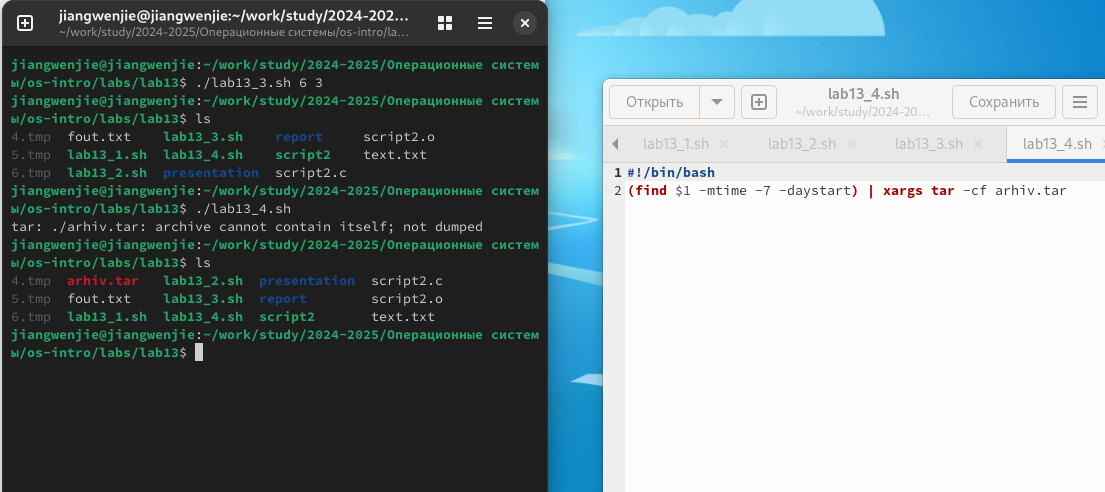 jiangwenjie@jiangwenjie:~/work/study/2024-202…
~/work/study/2024-2025/Операционные системы/os-intro/la…
jiangwenjie@jiangwenjie:~/work/study/2024-2025/Операционные систем
ы/os-intro/labs/lab13$ ./lab13_3.sh 6 3
jiangwenjie@jiangwenjie:~/work/study/2024-2025/Операционные систем
ы/os-intro/labs/lab13$ ls
4.tmp fout.txt lab13_3.sh report script2.o
5.tmp lab13_1.sh lab13_4.sh script2 text.txt
6.tmp lab13_2.sh presentation script2.c
jiangwenjie@jiangwenjie:~/work/study/2024-2025/Операционные систем
ы/os-intro/labs/lab13$ ./lab13_4.sh
tar: ./arhiv.tar: archive cannot contain itself; not dumped
jiangwenjie@jiangwenjie:~/work/study/2024-2025/Операционные систем
ы/os-intro/labs/lab13$ ls
4.tmp arhiv.tar lab13_2.sh presentation script2.c
5.tmp fout.txt lab13_3.sh report script2.o
6.tmp lab13_1.sh lab13_4.sh script2 text.txt
jiangwenjie@jiangwenjie:~/work/study/2024-2025/Операционные систем
ы/os-intro/labs/lab13$
Открыть
lab13_4.sh
~/work/study/2024-20…
Сохранить
lab13_1.sh lab13_2.sh lab13_3.sh lab13_4.sh
1 #!/bin/bash
2 (find $1 -mtime -7 -daystart) | xargs tar -cf arhiv.tar